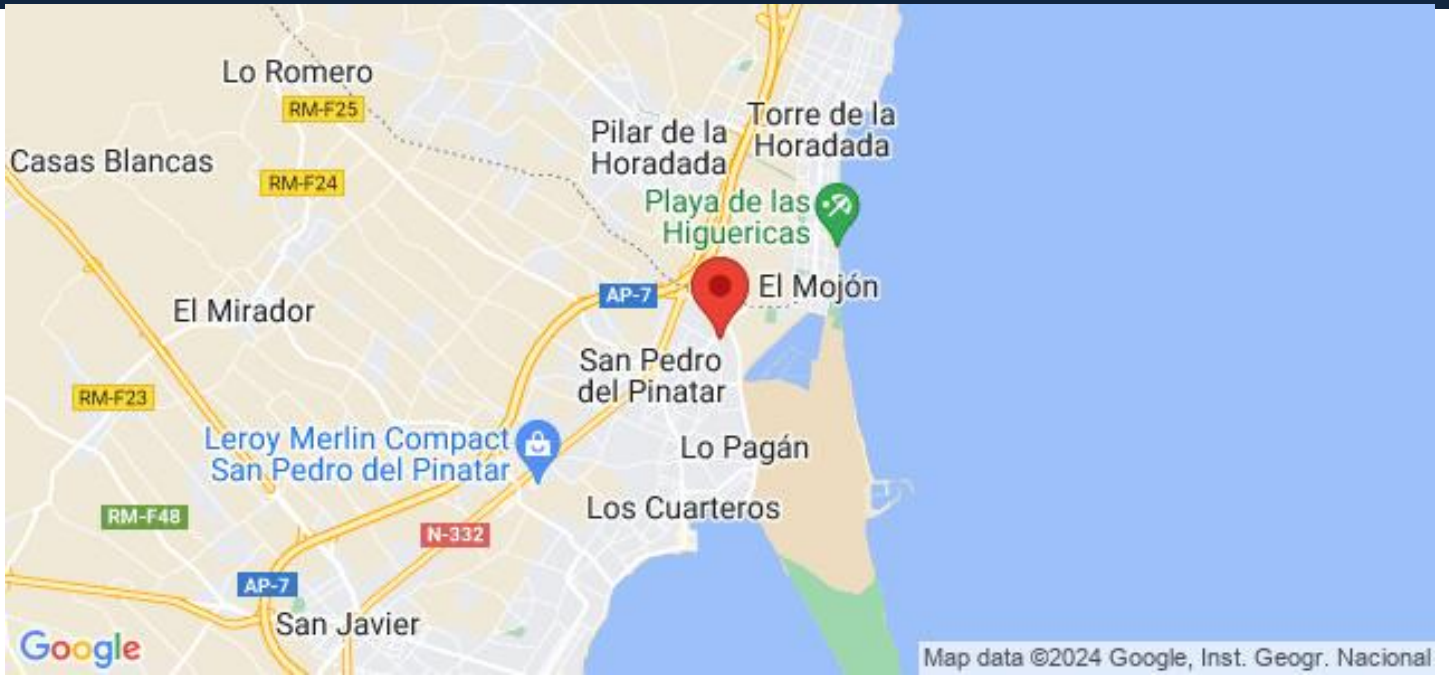 Lo Romero
RM-F25
Pilar de la
Horadada
Torre de la
Horadada
Casas Blancas
RM-F24
Playa de las
Higuericas
AP-7
El Mojón
El Mirador
San Pedro
del Pinatar
RM-F23
Leroy Merlin Compact
San Pedro del Pinatar
Lo Pagán
RM-F48
Los Cuarteros
N-332
AP-7
San Javier
Google
Map data ©2024 Google, Inst. Geogr. Nacional